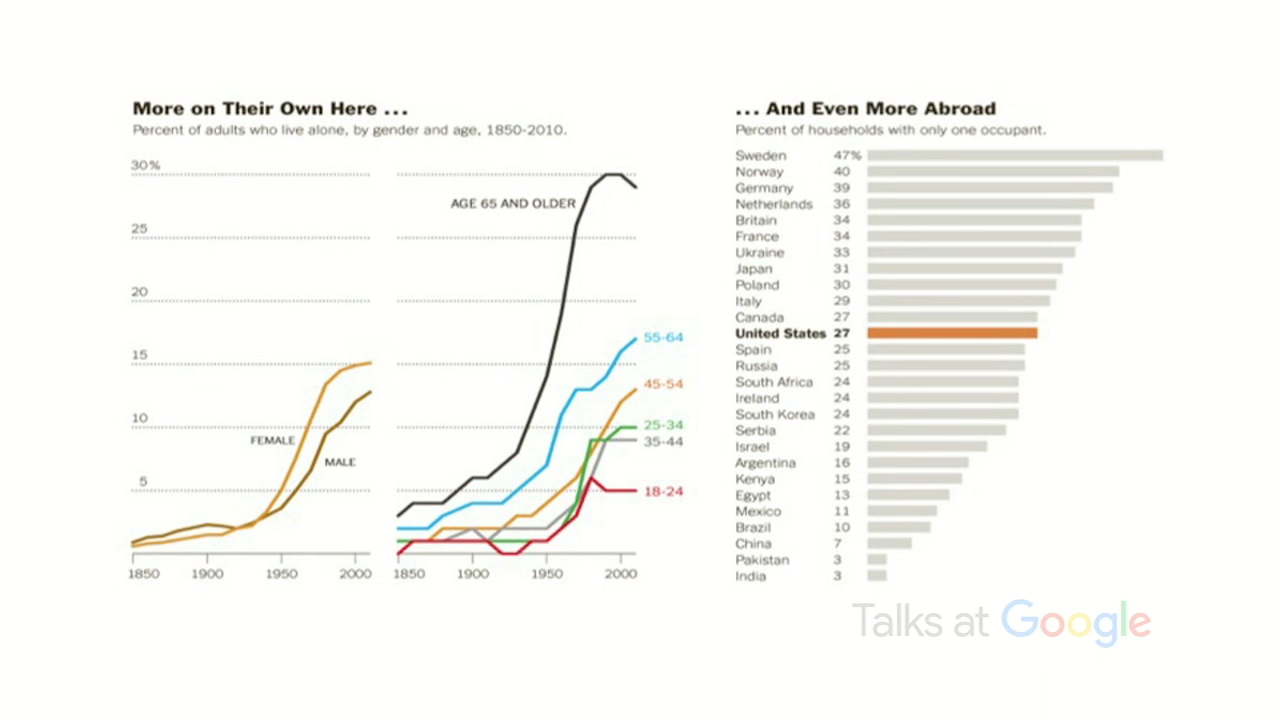 More on Their Own Here ...
Percent of adults who live alone, by gender and age, 1850-2010.
30%
25
20
15
10
5
FEMALE
MALE
1850 1900 1950 2000
AGE 65 AND OLDER
55-64
45-54
25-34
35-44
18-24
1850 1900 1950 2000
... And Even More Abroad
Percent of households with only one occupant.
Sweden 47%
Norway 40
Germany 39
Netherlands 36
Britain 34
France 34
Ukraine 33
Japan 31
Poland 30
Italy 29
Canada 27
United States 27
Spain 25
Russia 25
South Africa 24
Ireland 24
South Korea 24
Serbia 22
Israel 19
Argentina 16
Kenya 15
Egypt 13
Mexico 11
Brazil 10
China 7
Pakistan 3
India 3
Talks at Google